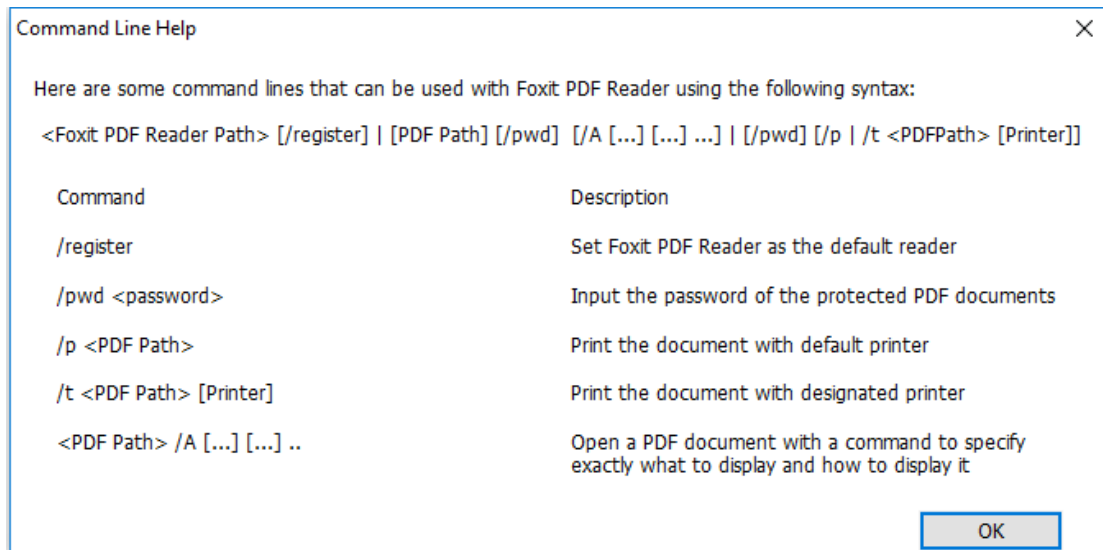 Command Line Help
Here are some command lines that can be used with Foxit PDF Reader using the following syntax:
<Foxit PDF Reader Path> [/register] | [PDF Path] [/pwd]  [/A [...] [...] ...] | [/pwd] [/p | /t <PDFPath> [Printer]]
Command Description
/register Set Foxit PDF Reader as the default reader
/pwd <password> Input the password of the protected PDF documents
/p <PDF Path> Print the document with default printer
/t <PDF Path> [Printer] Print the document with designated printer
<PDF Path> /A [...] [...] .. Open a PDF document with a command to specify
exactly what to display and how to display it
OK